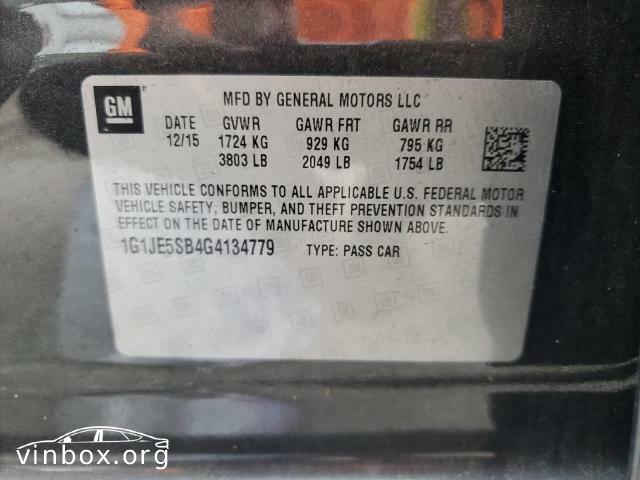 GM
MFD BY GENERAL MOTORS LLC
DATE GVWR GAWR FRT GAWR RR
12/15 1724 KG 929 KG 795 KG
3803 LB 2049 LB 1754 LB
THIS VEHICLE CONFORMS TO ALL APPLICABLE U.S. FEDERAL MOTOR
VEHICLE SAFETY, BUMPER, AND THEFT PREVENTION STANDARDS IN
EFFECT ON THE DATE OF MANUFACTURE SHOWN ABOVE.
1G1JE5SB4G4134779 TYPE: PASS CAR
vinbox.org